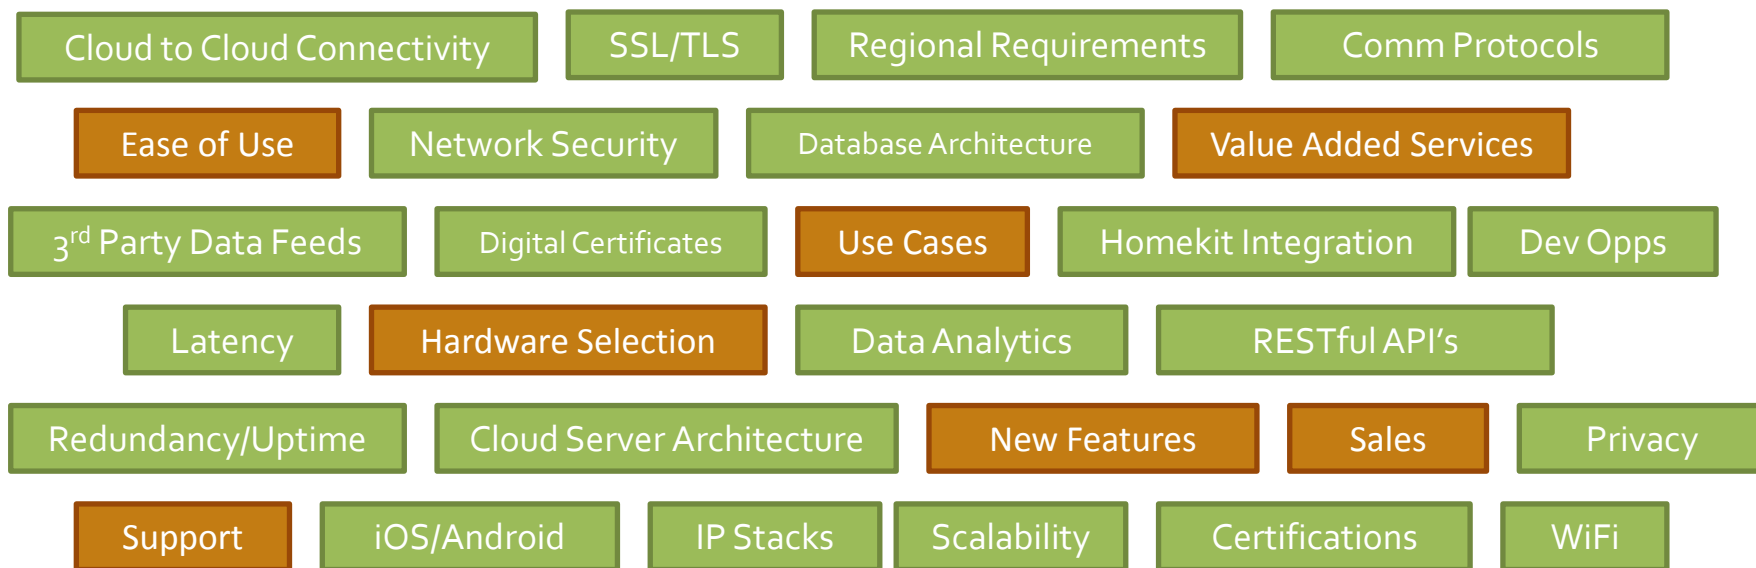 Cloud to Cloud Connectivity
SSL/TLS
Regional Requirements
Comm Protocols
Ease of Use
Network Security
Database Architecture
Value Added Services
3rd Party Data Feeds
Digital Certificates
Use Cases
Homekit Integration
Dev Opps
Latency
Hardware Selection
Data Analytics
RESTful API's
Redundancy/Uptime
Cloud Server Architecture
New Features
Sales
Privacy
Support
iOS/Android
IP Stacks
Scalability
Certifications
WiFi